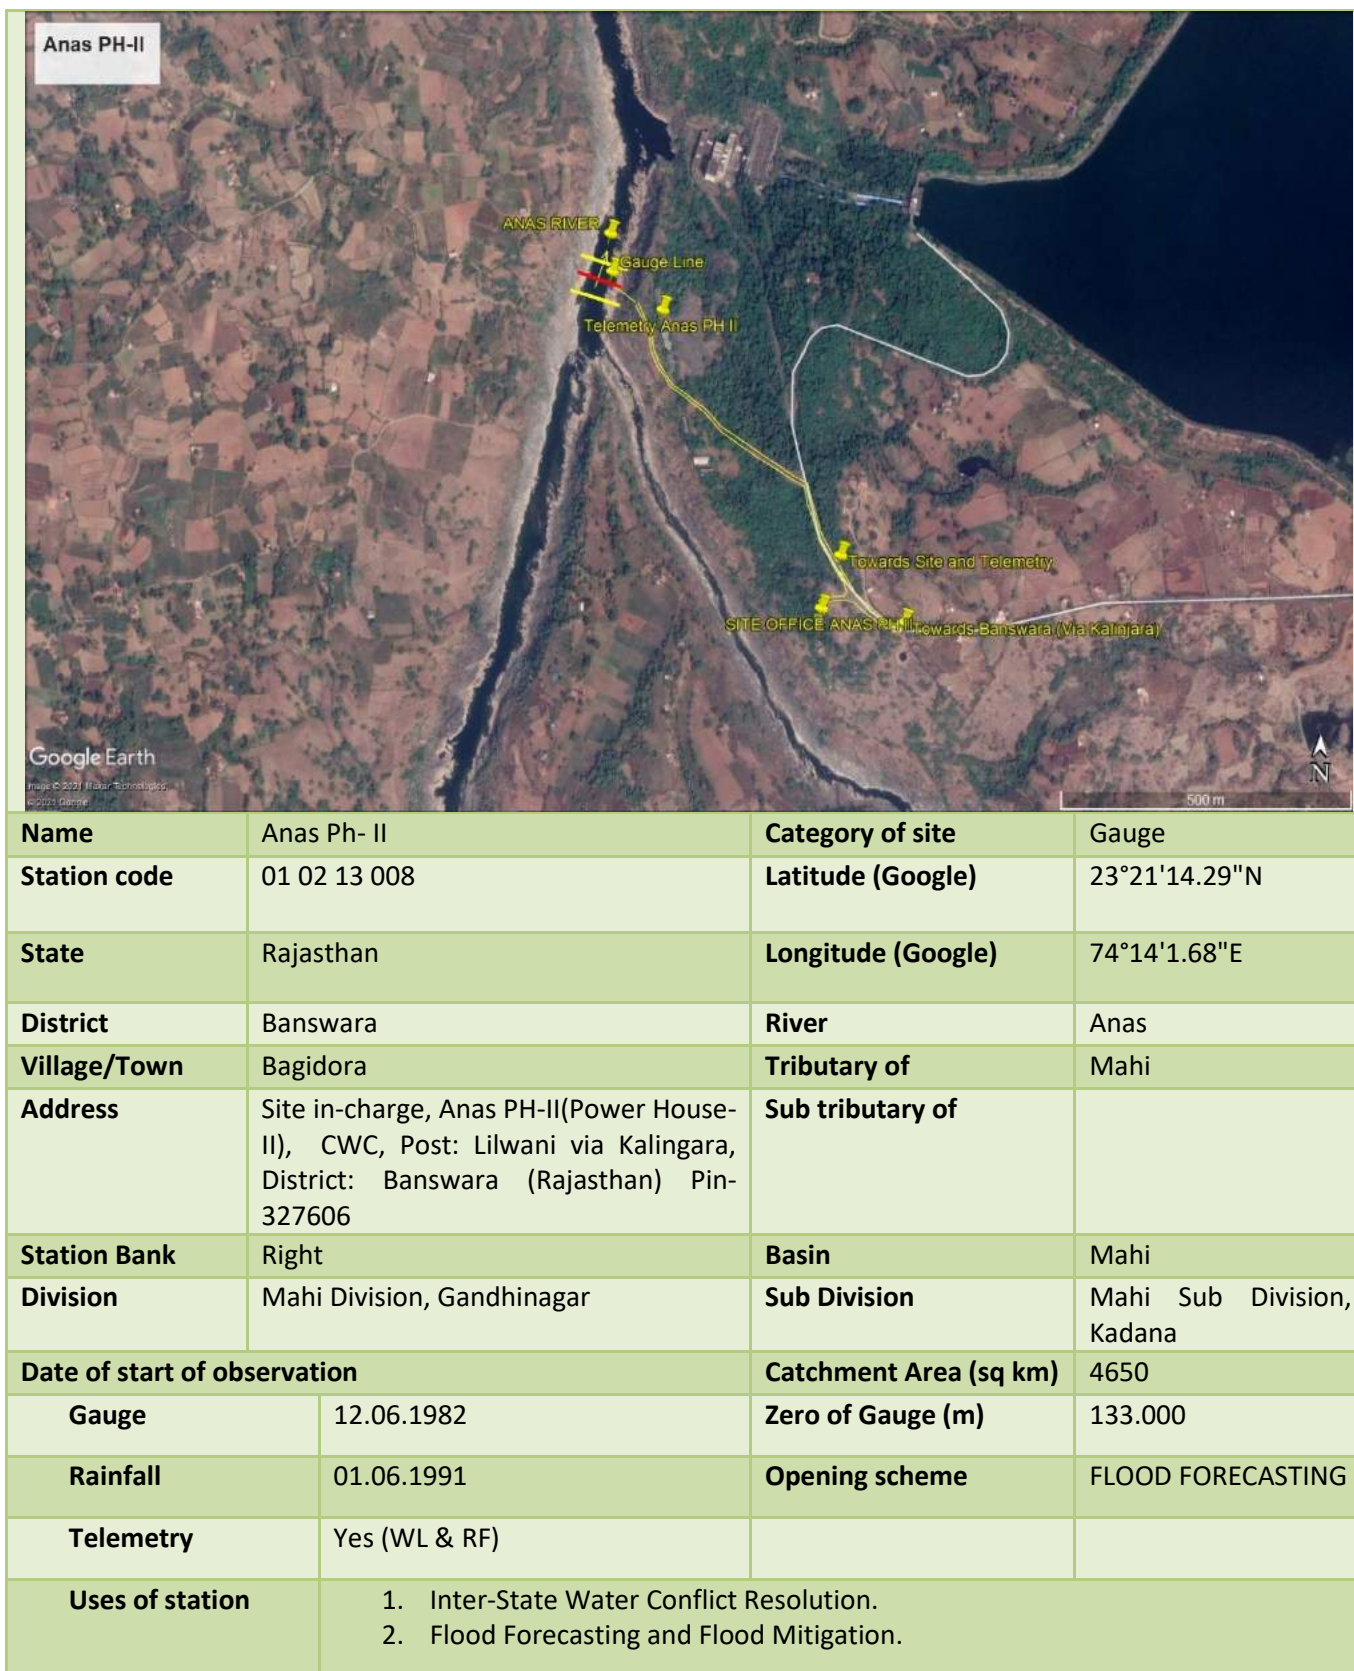 Anas PH-II
ANAS RIVER
Gauge Line
Telemetry Anas PH II
Towards Site and Telemetry
SITE OFFICE ANAS PH II
Towards Banswara (Via Kalinjara)
Google Earth
Image © 2021 Maxar Technologies
© 2021 Google
N
500 m
Name Anas Ph- II Category of site Gauge
Station code 01 02 13 008 Latitude (Google) 23°21'14.29"N
State Rajasthan Longitude (Google) 74°14'1.68"E
District Banswara River Anas
Village/Town Bagidora Tributary of Mahi
Address Site in-charge, Anas PH-II(Power House- Sub tributary of
II), CWC, Post: Lilwani via Kalingara,
District: Banswara (Rajasthan) Pin-
327606
Station Bank Right Basin Mahi
Division Mahi Division, Gandhinagar Sub Division Mahi Sub Division,
Kadana
Date of start of observation Catchment Area (sq km) 4650
Gauge 12.06.1982 Zero of Gauge (m) 133.000
Rainfall 01.06.1991 Opening scheme FLOOD FORECASTING
Telemetry Yes (WL & RF)
Uses of station 1. Inter-State Water Conflict Resolution.
2. Flood Forecasting and Flood Mitigation.